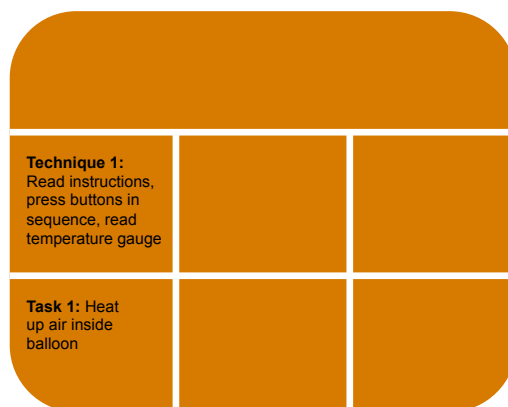 Technique 1:
Read instructions,
press buttons in
sequence, read
temperature gauge
Task 1: Heat
up air inside
balloon